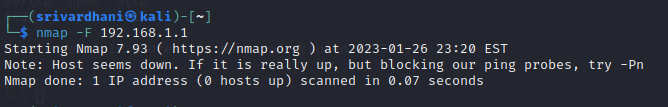 ┌──(srivardhani㉿kali)-[~]
└─$ nmap -F 192.168.1.1
Starting Nmap 7.93 ( https://nmap.org ) at 2023-01-26 23:20 EST
Note: Host seems down. If it is really up, but blocking our ping probes, try -Pn
Nmap done: 1 IP address (0 hosts up) scanned in 0.07 seconds